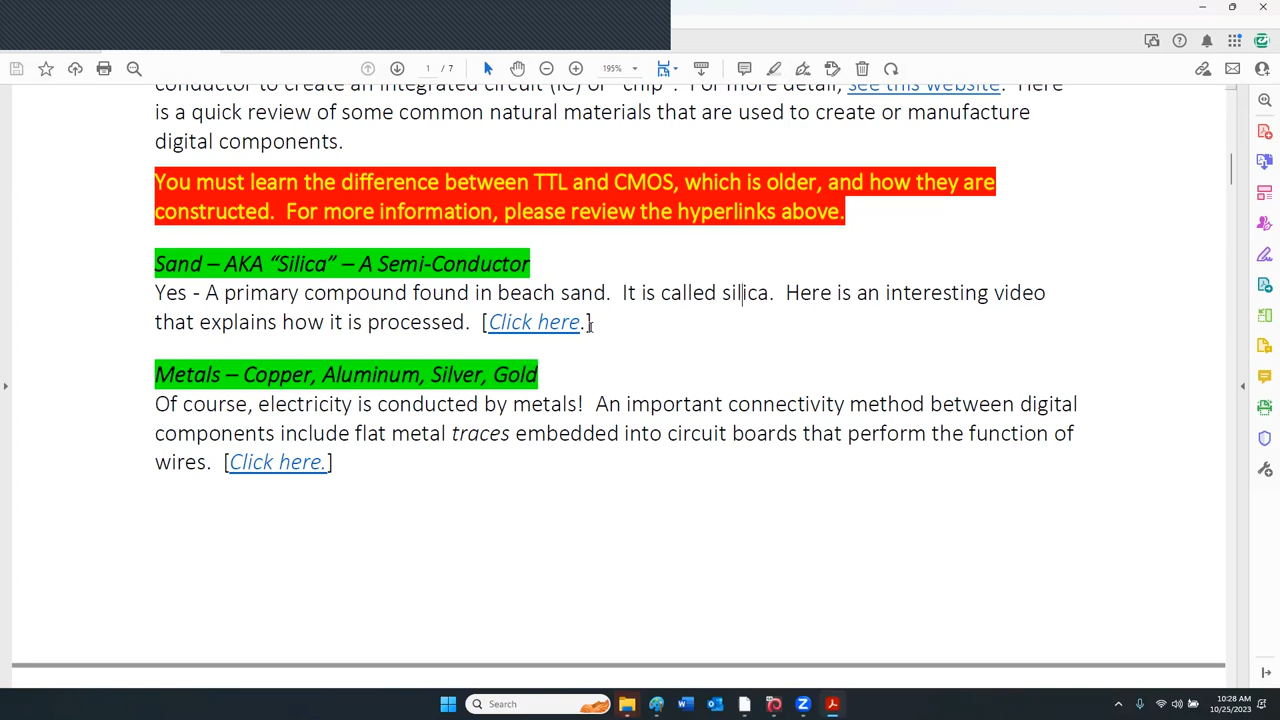 1 / 7
195%
conductor to create an integrated circuit (IC) or "chip". For more detail, see this website. Here
is a quick review of some common natural materials that are used to create or manufacture
digital components.
You must learn the difference between TTL and CMOS, which is older, and how they are
constructed. For more information, please review the hyperlinks above.
Sand – AKA “Silica” – A Semi-Conductor
Yes - A primary compound found in beach sand. It is called silica. Here is an interesting video
that explains how it is processed. [Click here.]
Metals – Copper, Aluminum, Silver, Gold
Of course, electricity is conducted by metals! An important connectivity method between digital
components include flat metal traces embedded into circuit boards that perform the function of
wires. [Click here.]
Search
10:28 AM
10/25/2023